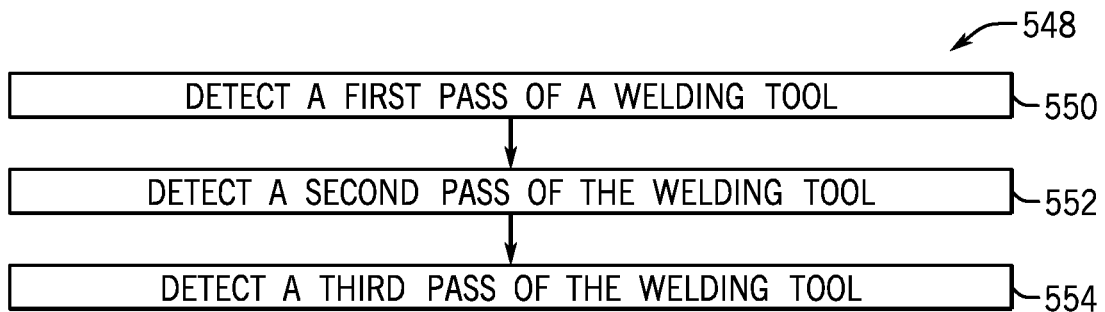 548
DETECT A FIRST PASS OF A WELDING TOOL
550
DETECT A SECOND PASS OF THE WELDING TOOL
552
DETECT A THIRD PASS OF THE WELDING TOOL
554